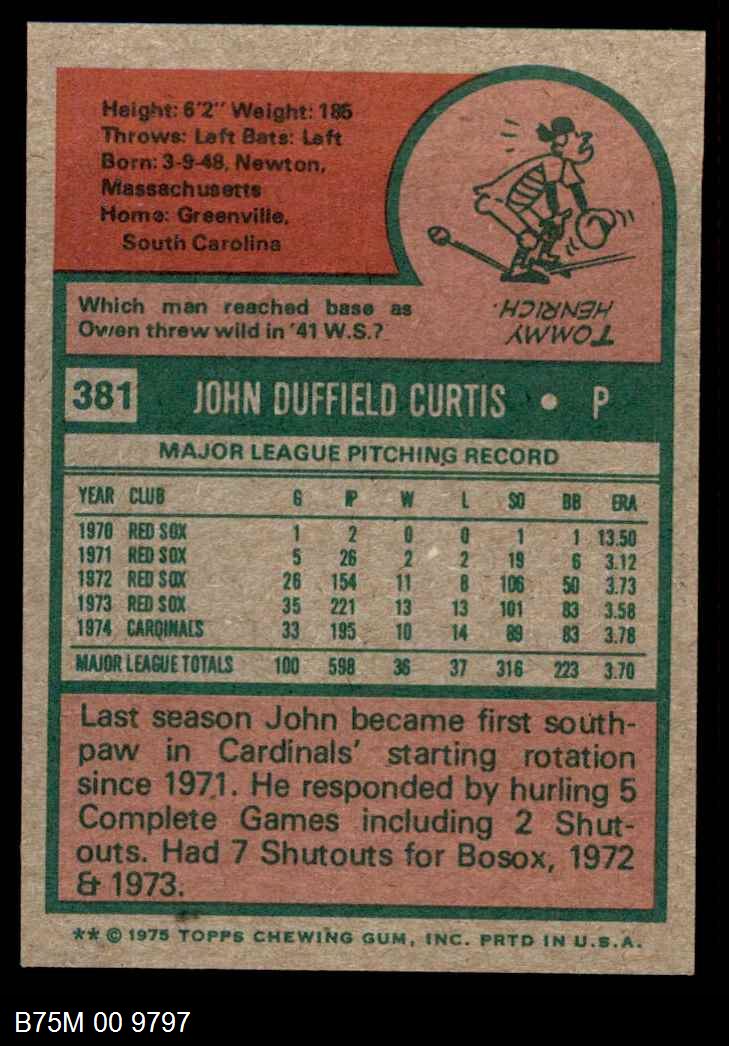 Height: 6'2" Weight: 185
Throws: Left Bats: Left
Born: 3-9-48, Newton,
Massachusetts
Home: Greenville,
South Carolina
Which man reached base as
Owen threw wild in '41 W.S.?
TOMMY
HENRICH.
381 JOHN DUFFIELD CURTIS • P
MAJOR LEAGUE PITCHING RECORD
YEAR CLUB G IP W L SO BB ERA
1970 RED SOX 1 2 0 0 1 1 13.50
1971 RED SOX 5 26 2 2 19 6 3.12
1972 RED SOX 26 154 11 8 106 50 3.73
1973 RED SOX 35 221 13 13 101 83 3.58
1974 CARDINALS 33 195 10 14 89 83 3.78
MAJOR LEAGUE TOTALS 100 598 36 37 316 223 3.70
Last season John became first south-
paw in Cardinals' starting rotation
since 1971. He responded by hurling 5
Complete Games including 2 Shut-
outs. Had 7 Shutouts for Bosox, 1972
& 1973.
** © 1975 TOPPS CHEWING GUM, INC. PRTD IN U.S.A.
B75M 00 9797